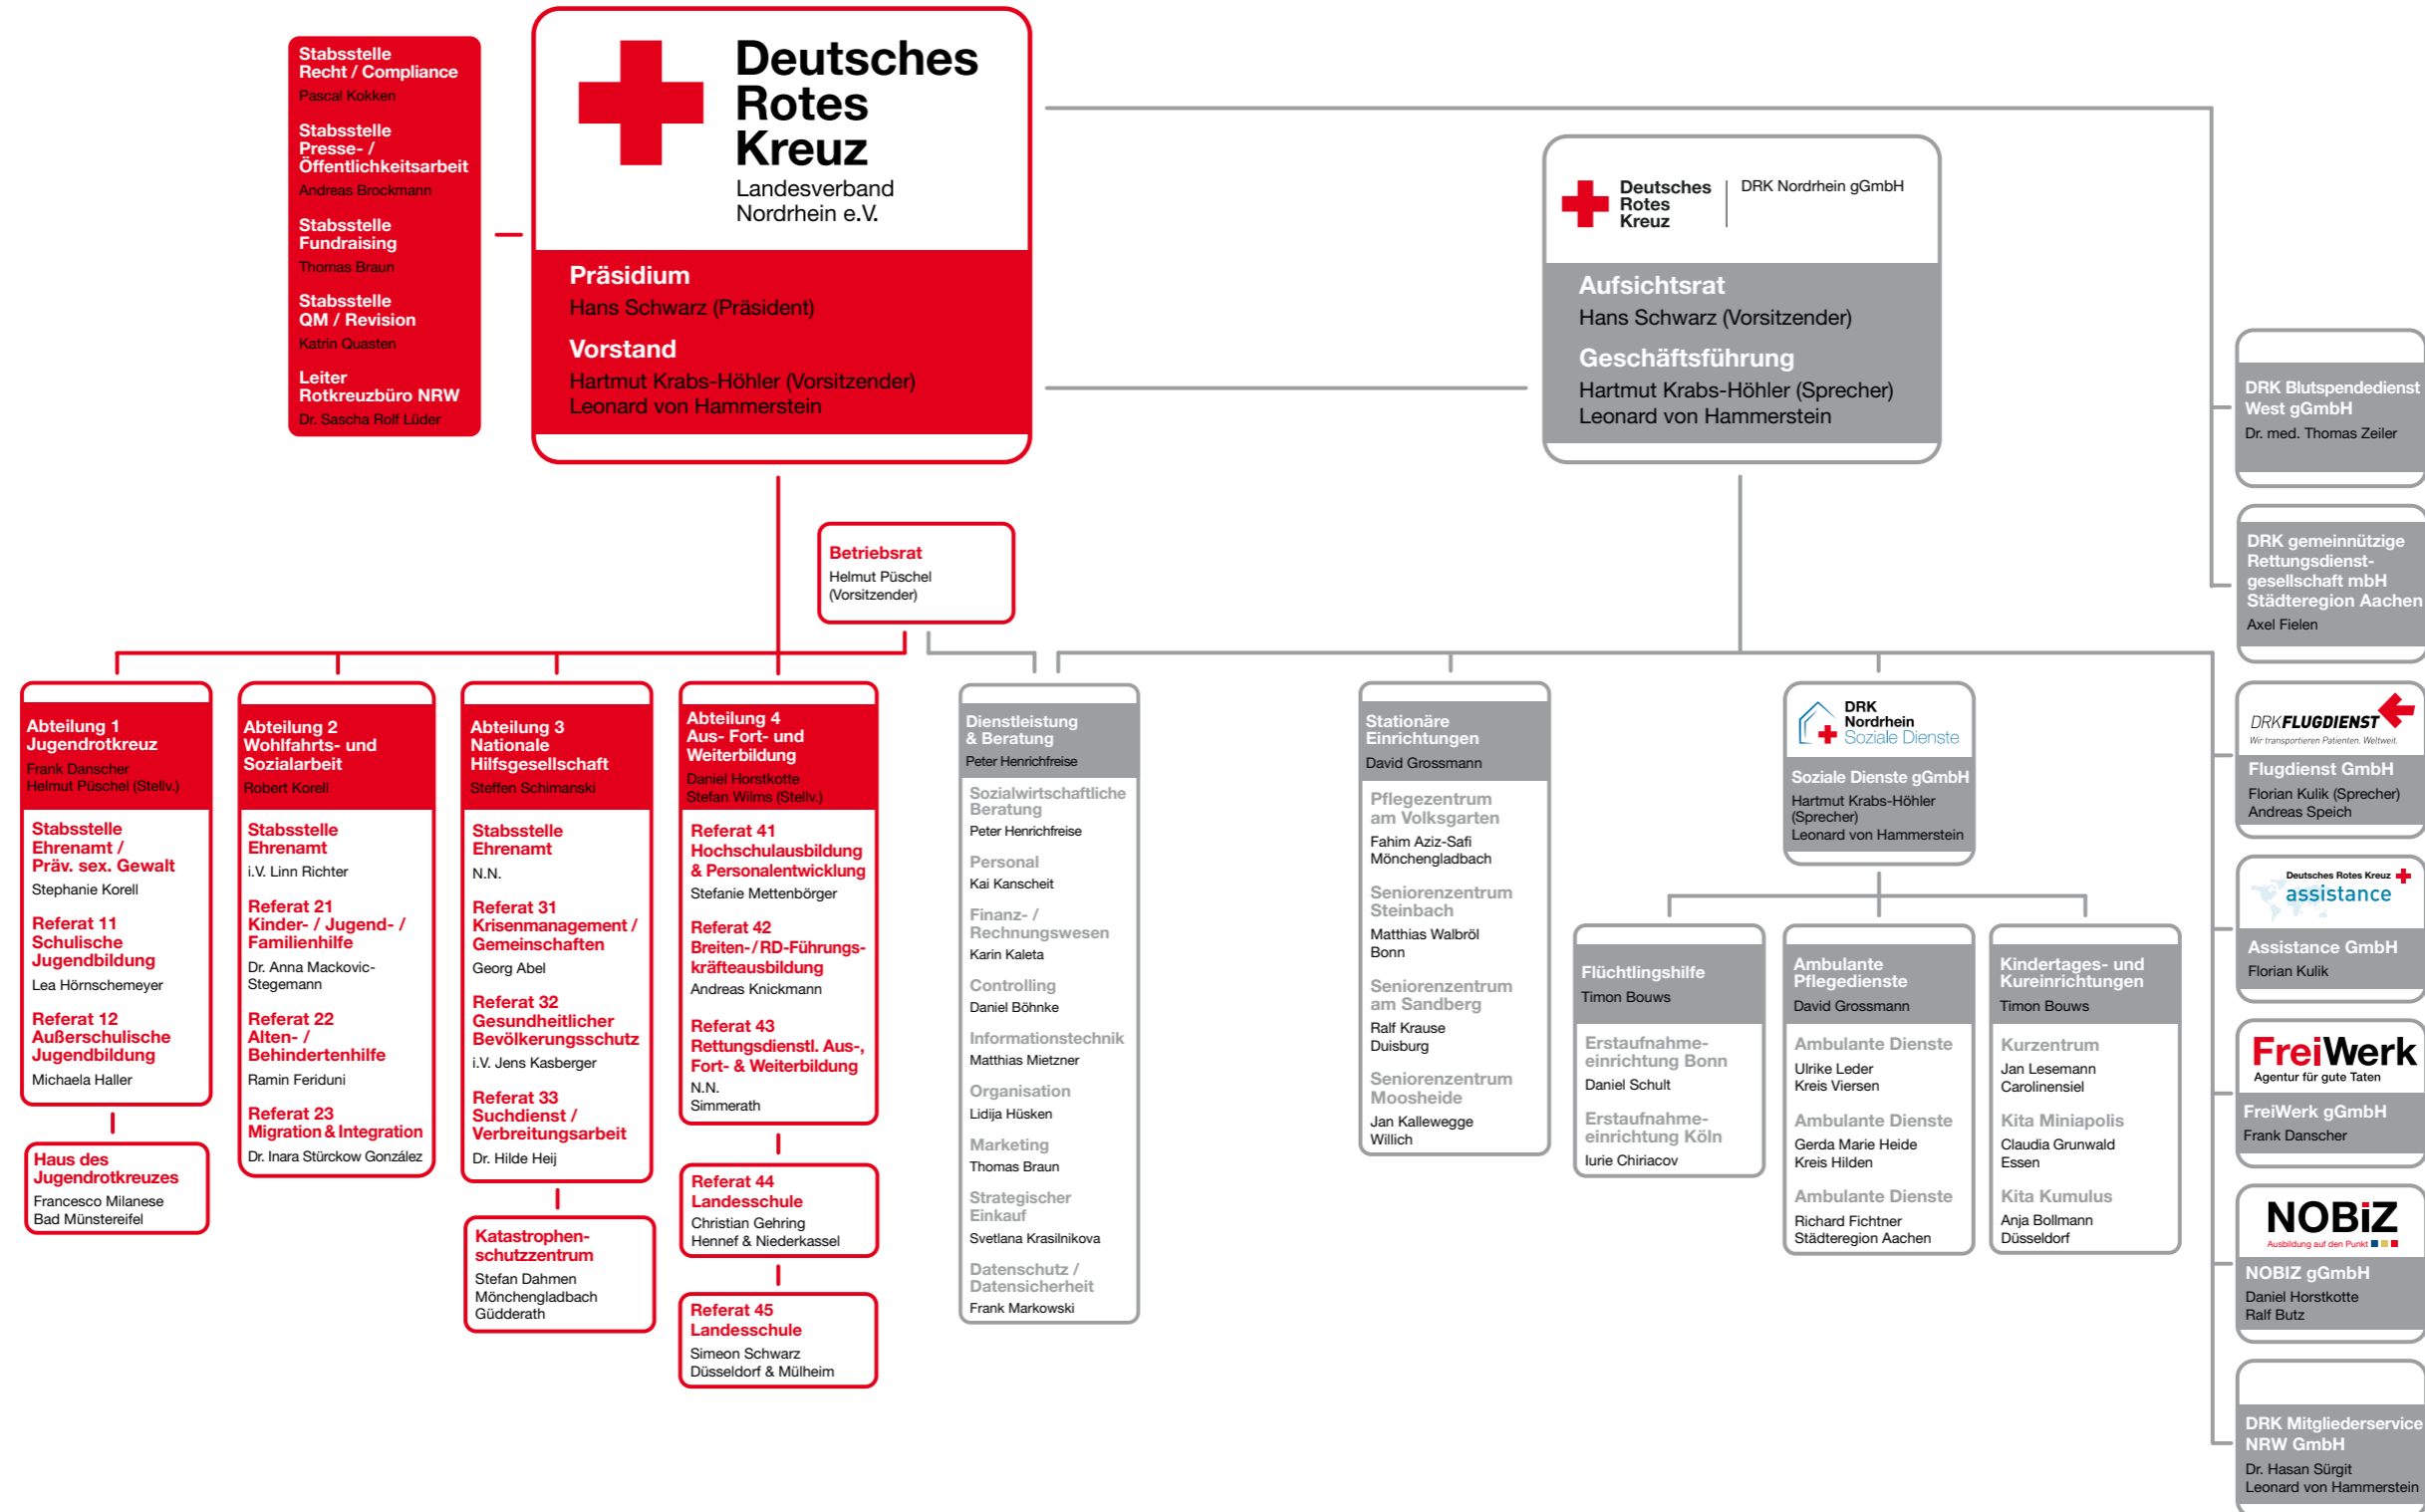 Stabsstelle
Recht / Compliance
Pascal Kokken
Stabsstelle
Presse- /
Öffentlichkeitsarbeit
Andreas Brockmann
Stabsstelle
Fundraising
Thomas Braun
Stabsstelle
QM / Revision
Katrin Quasten
Leiter
Rotkreuzbüro NRW
Dr. Sascha Rolf Lüder
Deutsches
Rotes
Kreuz
Landesverband
Nordrhein e.V.
Präsidium
Hans Schwarz (Präsident)
Vorstand
Hartmut Krabs-Höhler (Vorsitzender)
Leonard von Hammerstein
Deutsches
Rotes
Kreuz
DRK Nordrhein gGmbH
Aufsichtsrat
Hans Schwarz (Vorsitzender)
Geschäftsführung
Hartmut Krabs-Höhler (Sprecher)
Leonard von Hammerstein
Betriebsrat
Helmut Püschel
(Vorsitzender)
Abteilung 1
Jugendrotkreuz
Frank Danscher
Helmut Püschel (Stellv.)
Stabsstelle
Ehrenamt /
Präv. sex. Gewalt
Stephanie Korell
Referat 11
Schulische
Jugendbildung
Lea Hörnschemeyer
Referat 12
Außerschulische
Jugendbildung
Michaela Haller
Haus des
Jugendrotkreuzes
Francesco Milanese
Bad Münstereifel
Abteilung 2
Wohlfahrts- und
Sozialarbeit
Robert Korell
Stabsstelle
Ehrenamt
i.V. Linn Richter
Referat 21
Kinder- / Jugend- /
Familienhilfe
Dr. Anna Mackovic-
Stegemann
Referat 22
Alten- /
Behindertenhilfe
Ramin Feriduni
Referat 23
Migration & Integration
Dr. Inara Stürckow González
Abteilung 3
Nationale
Hilfsgesellschaft
Steffen Schimanski
Stabsstelle
Ehrenamt
N.N.
Referat 31
Krisenmanagement /
Gemeinschaften
Georg Abel
Referat 32
Gesundheitlicher
Bevölkerungsschutz
i.V. Jens Kasberger
Referat 33
Suchdienst /
Verbreitungsarbeit
Dr. Hilde Heij
Katastrophen-
schutzzentrum
Stefan Dahmen
Mönchengladbach
Güdderath
Abteilung 4
Aus- Fort- und
Weiterbildung
Daniel Horstkotte
Stefan Wilms (Stellv.)
Referat 41
Hochschulausbildung
& Personalentwicklung
Stefanie Mettenbörger
Referat 42
Breiten- / RD-Führungs-
kräfteausbildung
Andreas Knickmann
Referat 43
Rettungsdienstl. Aus-,
Fort- & Weiterbildung
N.N.
Simmerath
Referat 44
Landesschule
Christian Gehring
Hennef & Niederkassel
Referat 45
Landesschule
Simeon Schwarz
Düsseldorf & Mülheim
Dienstleistung
& Beratung
Peter Henrichfreise
Sozialwirtschaftliche
Beratung
Peter Henrichfreise
Personal
Kai Kanscheit
Finanz- /
Rechnungswesen
Karin Kaleta
Controlling
Daniel Böhnke
Informationstechnik
Matthias Mietzner
Organisation
Lidija Hüsken
Marketing
Thomas Braun
Strategischer
Einkauf
Svetlana Krasilnikova
Datenschutz /
Datensicherheit
Frank Markowski
Stationäre
Einrichtungen
David Grossmann
Pflegezentrum
am Volksgarten
Fahim Aziz-Safi
Mönchengladbach
Seniorenzentrum
Steinbach
Matthias Walbröl
Bonn
Seniorenzentrum
am Sandberg
Ralf Krause
Duisburg
Seniorenzentrum
Moosheide
Jan Kallewegge
Willich
DRK
Nordrhein
Soziale Dienste
Soziale Dienste gGmbH
Hartmut Krabs-Höhler
(Sprecher)
Leonard von Hammerstein
Flüchtlingshilfe
Timon Bouws
Erstaufnahme-
einrichtung Bonn
Daniel Schult
Erstaufnahme-
einrichtung Köln
Iurie Chiriacov
Ambulante
Pflegedienste
David Grossmann
Ambulante Dienste
Ulrike Leder
Kreis Viersen
Ambulante Dienste
Gerda Marie Heide
Kreis Hilden
Ambulante Dienste
Richard Fichtner
Städteregion Aachen
Kindertages- und
Kureinrichtungen
Timon Bouws
Kurzentrum
Jan Lesemann
Carolinensiel
Kita Miniapolis
Claudia Grunwald
Essen
Kita Kumulus
Anja Bollmann
Düsseldorf
DRK Blutspendedienst
West gGmbH
Dr. med. Thomas Zeiler
DRK gemeinnützige
Rettungsdienst-
gesellschaft mbH
Städteregion Aachen
Axel Fielen
DRK FLUGDIENST
Wir transportieren Patienten. Weltweit.
Flugdienst GmbH
Florian Kulik (Sprecher)
Andreas Speich
Deutsches Rotes Kreuz
assistance
Assistance GmbH
Florian Kulik
FreiWerk
Agentur für gute Taten
FreiWerk gGmbH
Frank Danscher
NOBiZ
Ausbildung auf den Punkt
NOBIZ gGmbH
Daniel Horstkotte
Ralf Butz
DRK Mitgliederservice
NRW GmbH
Dr. Hasan Sürgit
Leonard von Hammerstein